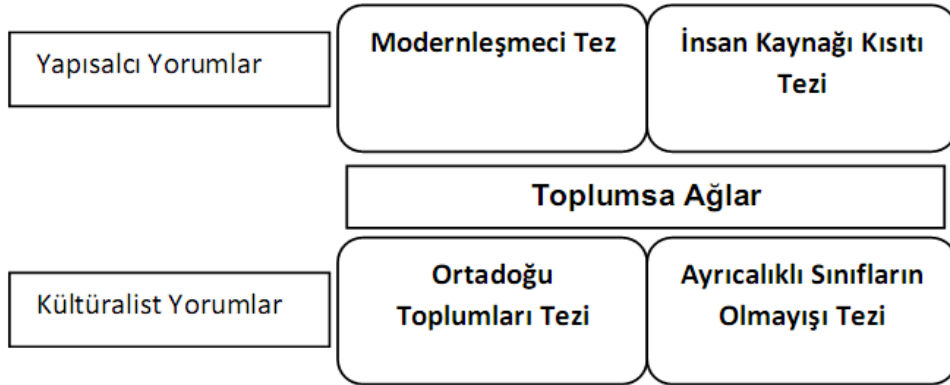 Yapısalcı Yorumlar
Modernleşmeci Tez
İnsan Kaynağı Kısıtı
Tezi
Toplumsa Ağlar
Kültüralist Yorumlar
Ortadoğu
Toplumları Tezi
Ayrıcalıklı Sınıfların
Olmayışı Tezi